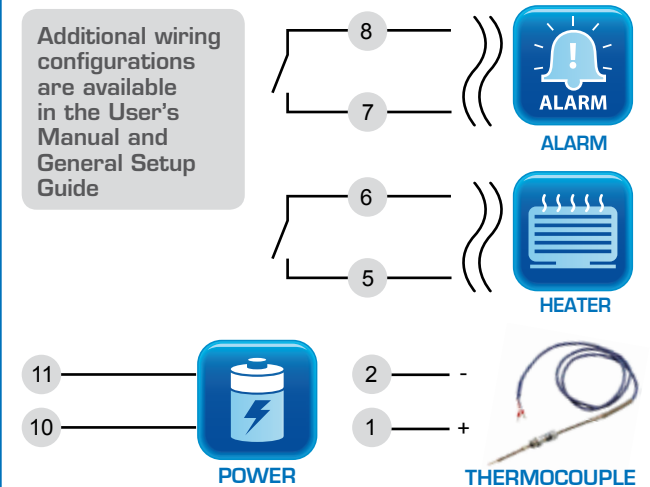 Additional wiring
configurations
are available
in the User's
Manual and
General Setup
Guide
8
7
ALARM
ALARM
6
5
HEATER
11
10
POWER
2 -
1 +
THERMOCOUPLE